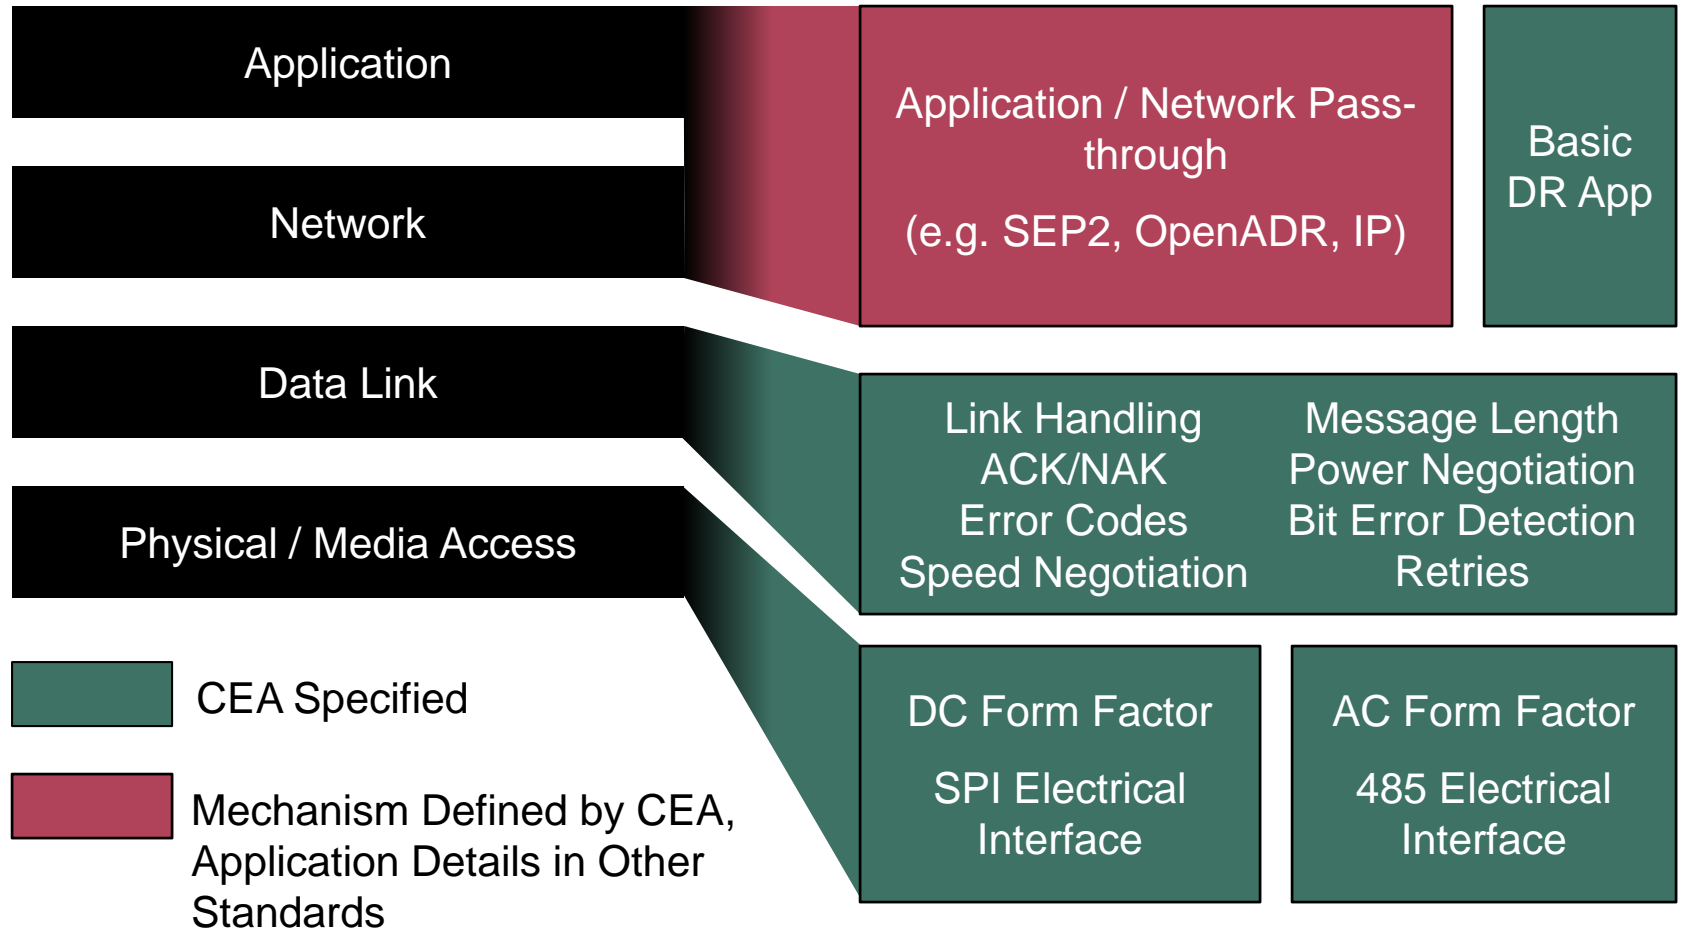 Application
Network
Data Link
Physical / Media Access
CEA Specified
Mechanism Defined by CEA,
Application Details in Other
Standards
Application / Network Pass-
through
(e.g. SEP2, OpenADR, IP)
Basic
DR App
Link Handling
ACK/NAK
Error Codes
Speed Negotiation
Message Length
Power Negotiation
Bit Error Detection
Retries
DC Form Factor
SPI Electrical
Interface
AC Form Factor
485 Electrical
Interface